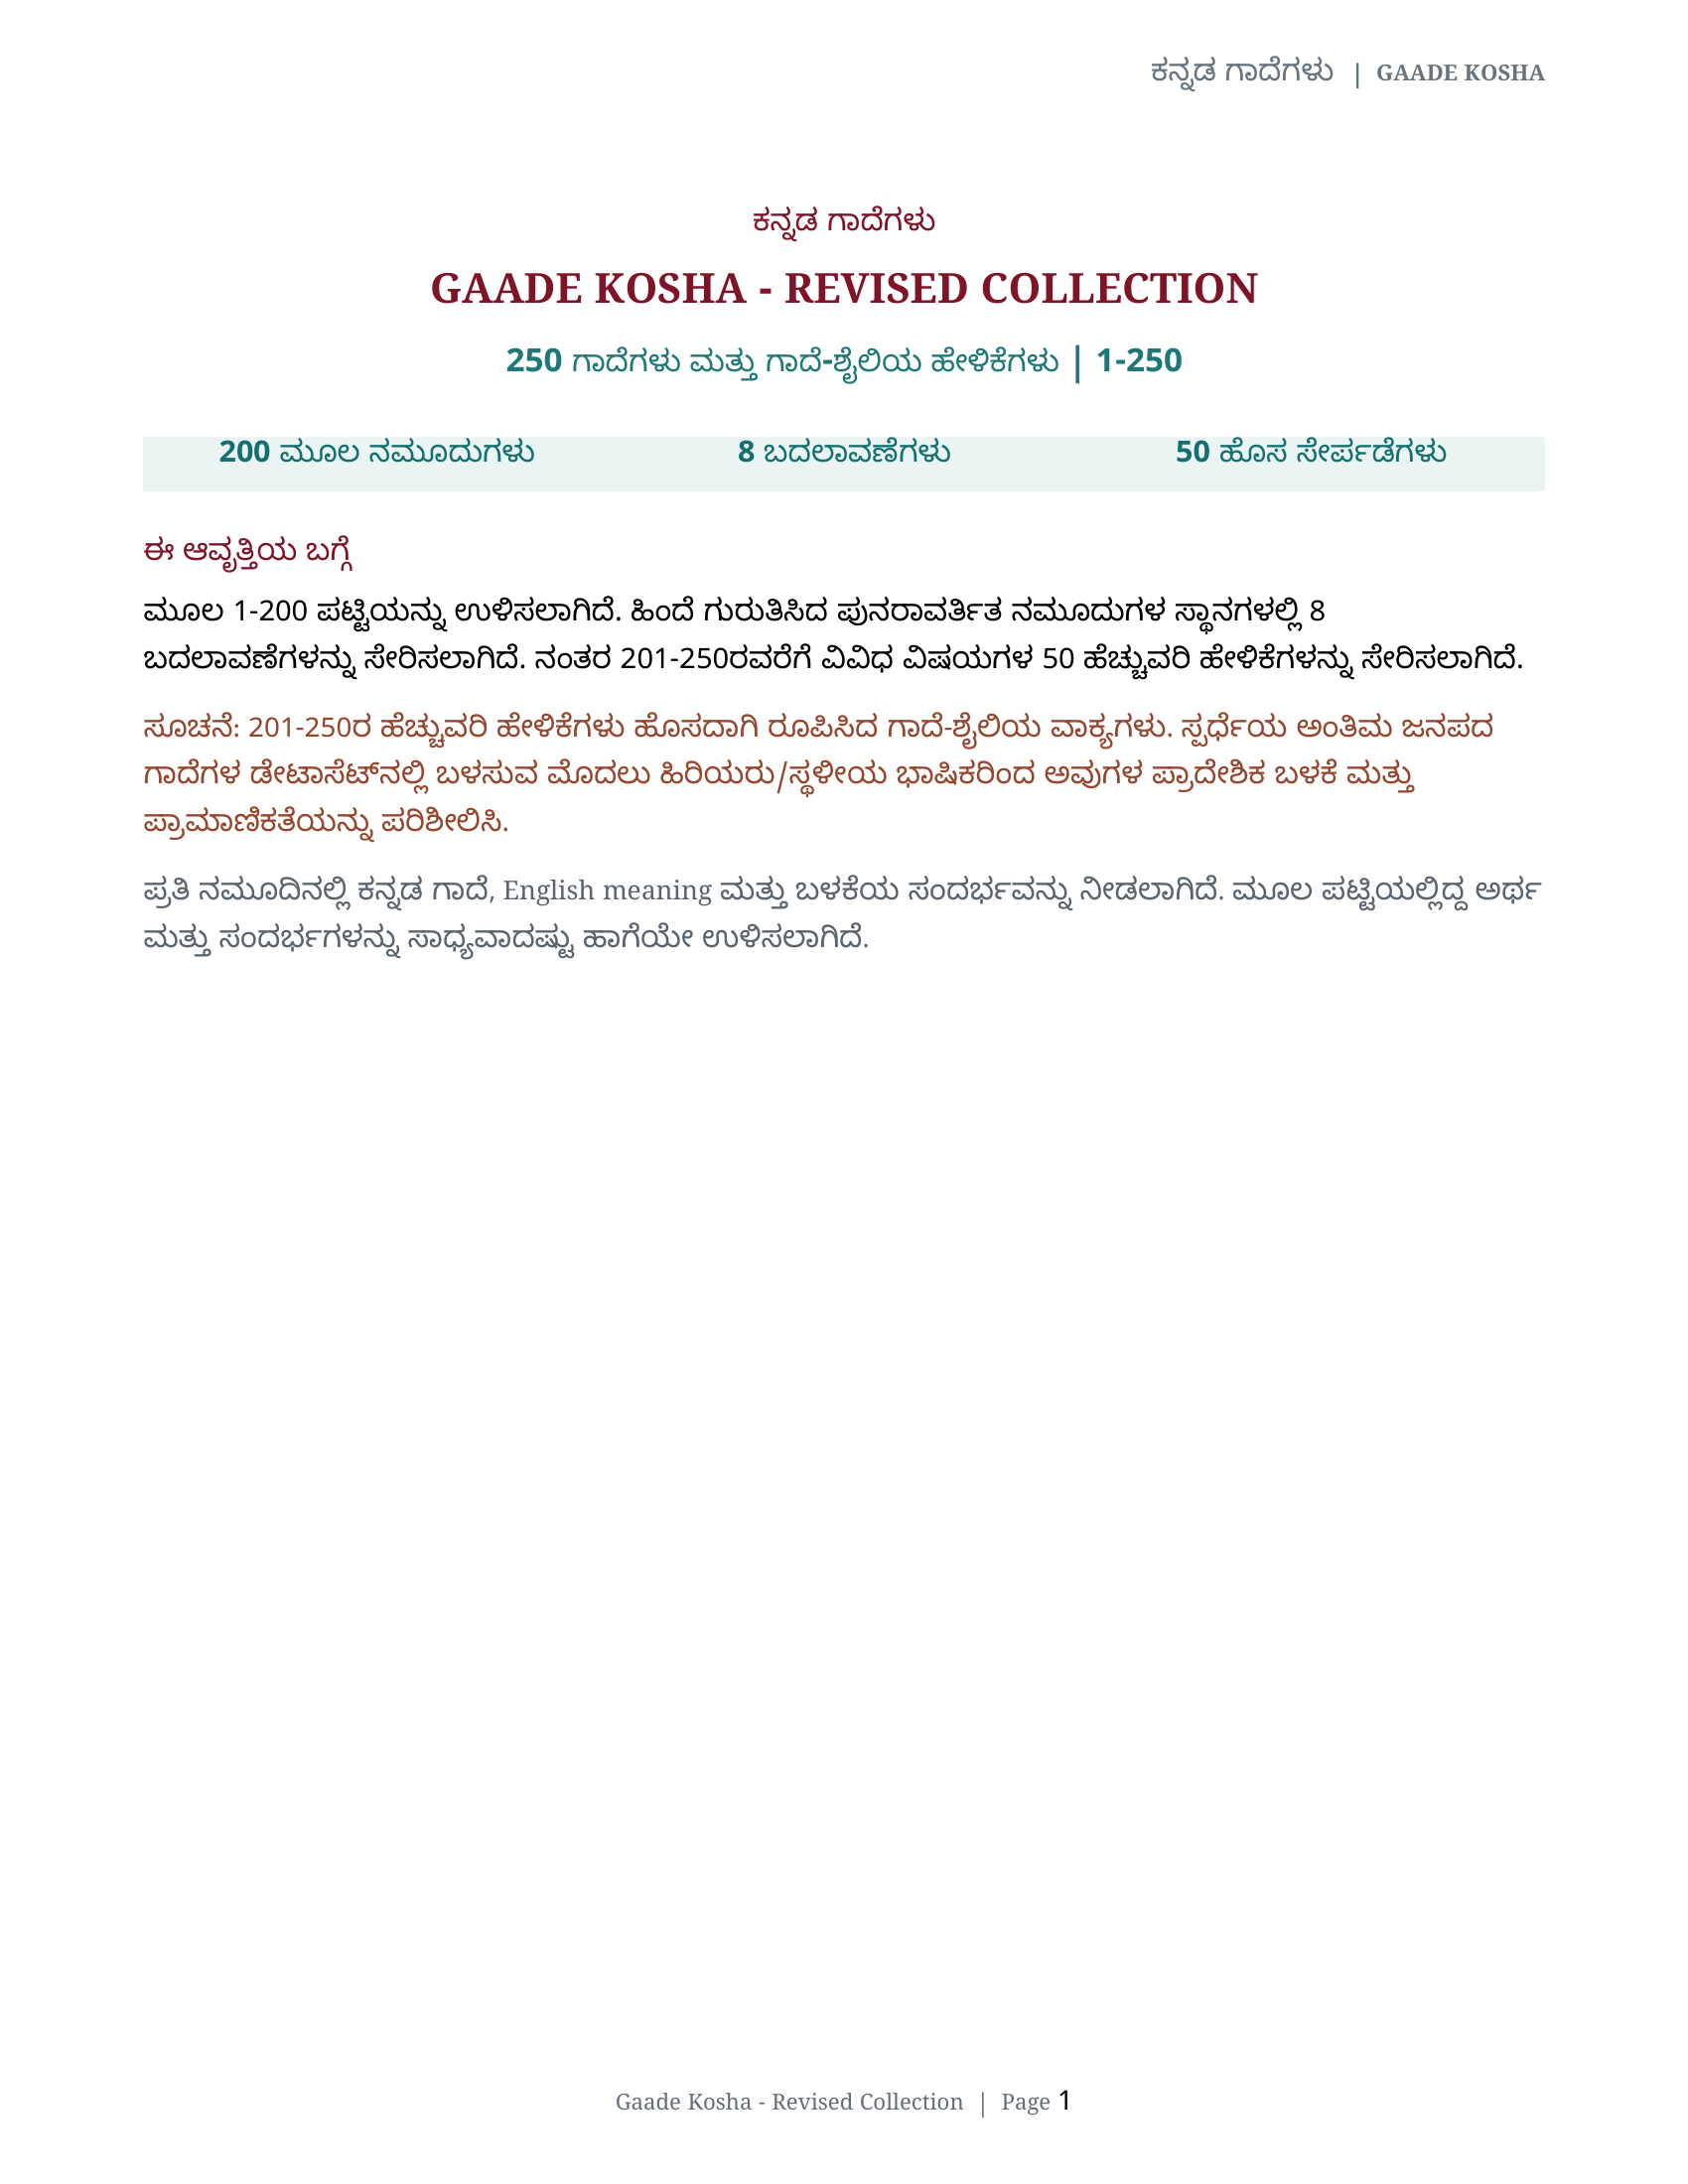 ಕನ್ನಡ ಗಾದೆಗಳು | GAADE KOSHA
ಕನ್ನಡ ಗಾದೆಗಳು
GAADE KOSHA - REVISED COLLECTION
250 ಗಾದೆಗಳು ಮತ್ತು ಗಾದೆ-ಶೈಲಿಯ ಹೇಳಿಕೆಗಳು | 1-250
200 ಮೂಲ ನಮೂದುಗಳು 8 ಬದಲಾವಣೆಗಳು 50 ಹೊಸ ಸೇರ್ಪಡೆಗಳು
ಈ ಆವೃತ್ತಿಯ ಬಗ್ಗೆ
ಮೂಲ 1-200 ಪಟ್ಟಿಯನ್ನು ಉಳಿಸಲಾಗಿದೆ. ಹಿಂದೆ ಗುರುತಿಸಿದ ಪುನರಾವರ್ತಿತ ನಮೂದುಗಳ ಸ್ಥಾನಗಳಲ್ಲಿ 8
ಬದಲಾವಣೆಗಳನ್ನು ಸೇರಿಸಲಾಗಿದೆ. ನಂತರ 201-250ರವರೆಗೆ ವಿವಿಧ ವಿಷಯಗಳ 50 ಹೆಚ್ಚುವರಿ ಹೇಳಿಕೆಗಳನ್ನು ಸೇರಿಸಲಾಗಿದೆ.
ಸೂಚನೆ: 201-250ರ ಹೆಚ್ಚುವರಿ ಹೇಳಿಕೆಗಳು ಹೊಸದಾಗಿ ರೂಪಿಸಿದ ಗಾದೆ-ಶೈಲಿಯ ವಾಕ್ಯಗಳು. ಸ್ಪರ್ಧೆಯ ಅಂತಿಮ ಜನಪದ
ಗಾದೆಗಳ ಡೇಟಾಸೆಟ್‌ನಲ್ಲಿ ಬಳಸುವ ಮೊದಲು ಹಿರಿಯರು/ಸ್ಥಳೀಯ ಭಾಷಿಕರಿಂದ ಅವುಗಳ ಪ್ರಾದೇಶಿಕ ಬಳಕೆ ಮತ್ತು
ಪ್ರಾಮಾಣಿಕತೆಯನ್ನು ಪರಿಶೀಲಿಸಿ.
ಪ್ರತಿ ನಮೂದಿನಲ್ಲಿ ಕನ್ನಡ ಗಾದೆ, English meaning ಮತ್ತು ಬಳಕೆಯ ಸಂದರ್ಭವನ್ನು ನೀಡಲಾಗಿದೆ. ಮೂಲ ಪಟ್ಟಿಯಲ್ಲಿದ್ದ ಅರ್ಥ
ಮತ್ತು ಸಂದರ್ಭಗಳನ್ನು ಸಾಧ್ಯವಾದಷ್ಟು ಹಾಗೆಯೇ ಉಳಿಸಲಾಗಿದೆ.
Gaade Kosha - Revised Collection | Page 1